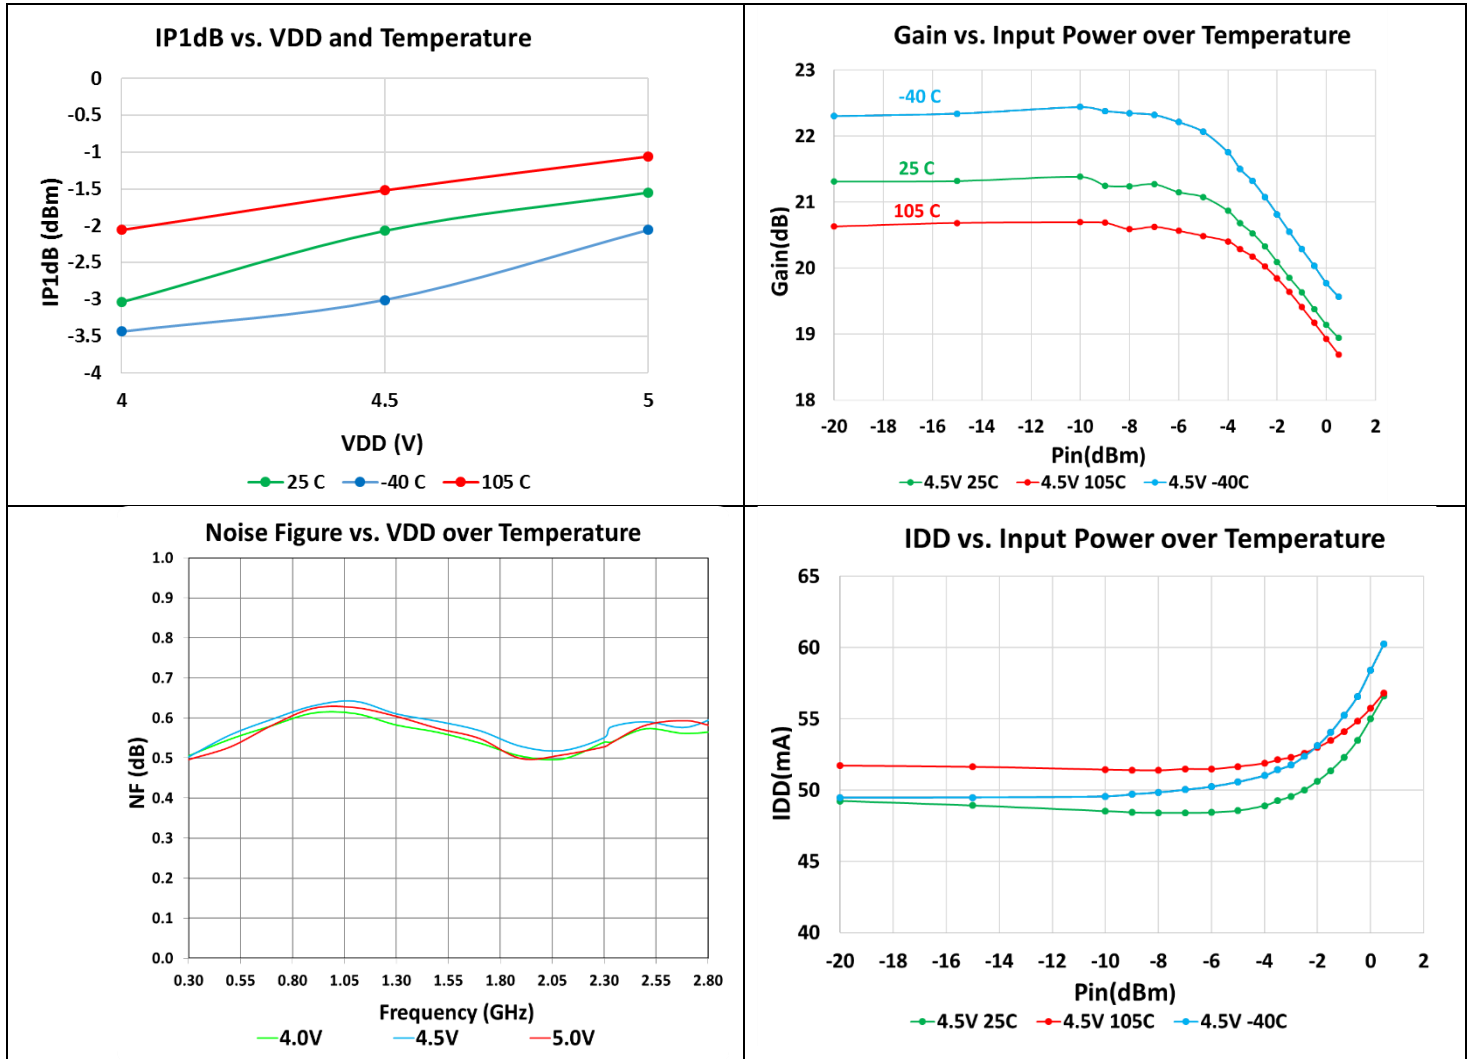 IP1dB vs. VDD and Temperature
0
-0.5
-1
-1.5
-2
-2.5
-3
-3.5
-4
IP1dB (dBm)
4 4.5 5
VDD (V)
25 C -40 C 105 C
Gain vs. Input Power over Temperature
23
22
21
20
19
18
Gain(dB)
-40 C
25 C
105 C
-20 -18 -16 -14 -12 -10 -8 -6 -4 -2 0 2
Pin(dBm)
4.5V 25C 4.5V 105C 4.5V -40C
Noise Figure vs. VDD over Temperature
1.0
0.9
0.8
0.7
0.6
0.5
0.4
0.3
0.2
0.1
0.0
NF (dB)
0.30 0.55 0.80 1.05 1.30 1.55 1.80 2.05 2.30 2.55 2.80
Frequency (GHz)
4.0V 4.5V 5.0V
IDD vs. Input Power over Temperature
65
60
55
50
45
40
IDD(mA)
-20 -18 -16 -14 -12 -10 -8 -6 -4 -2 0 2
Pin(dBm)
4.5V 25C 4.5V 105C 4.5V -40C